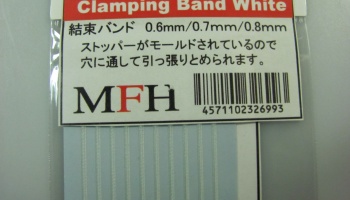 Clamping Band White
結束バンド 0.6mm/0.7mm/0.8mm
ストッパーがモールドされているので
穴に通して引っ張りとめられます。
MFH
4571102326993